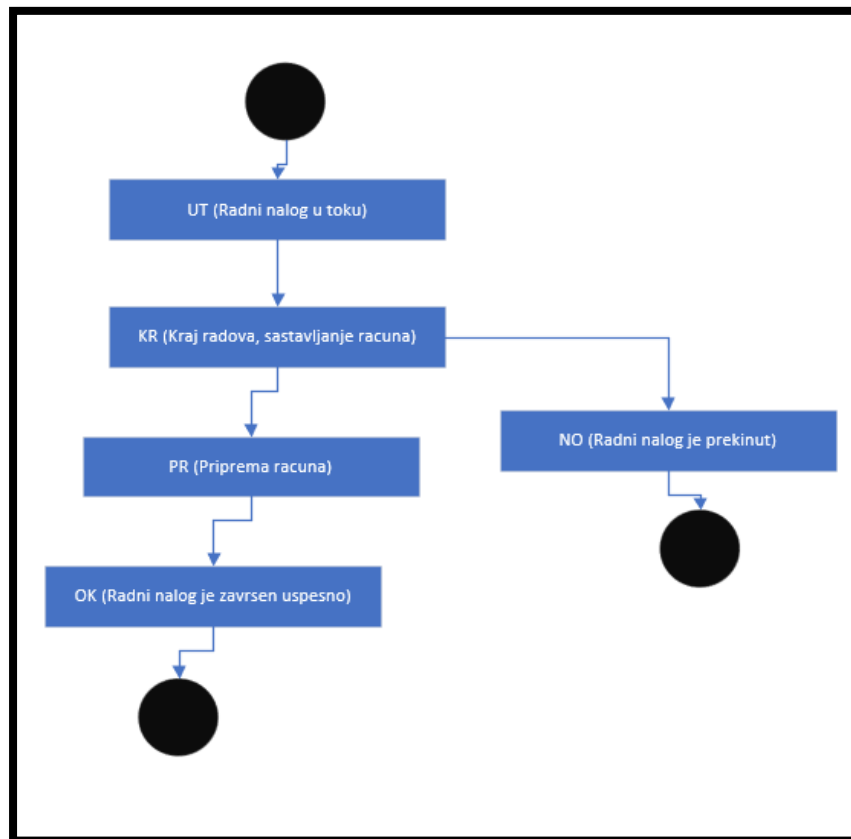 UT (Radni nalog u toku)
KR (Kraj radova, sastavljanje racuna)
NO (Radni nalog je prekinut)
PR (Priprema racuna)
OK (Radni nalog je zavrsen uspesno)